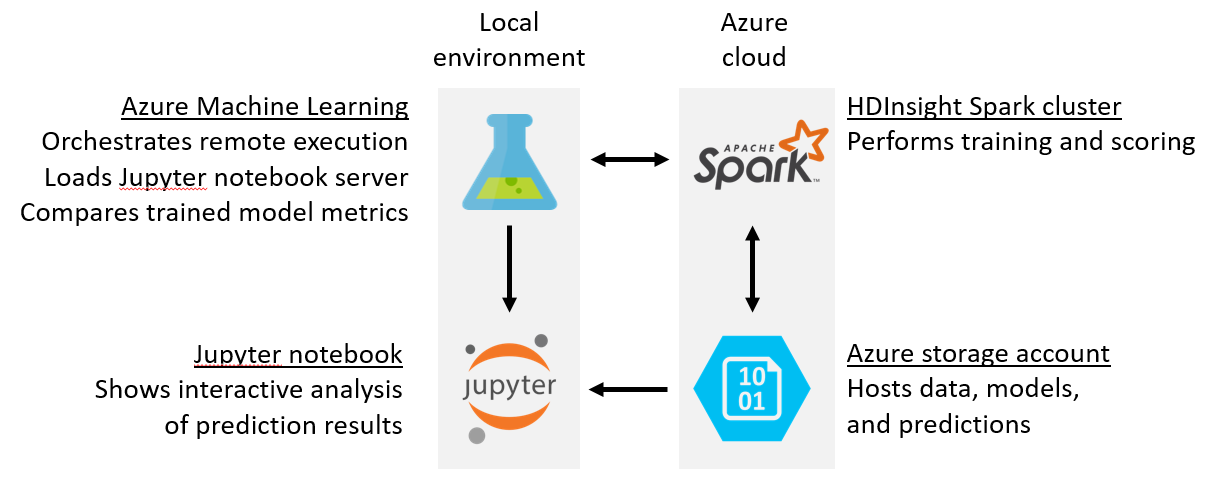 Local
environment
Azure
cloud
Azure Machine Learning
Orchestrates remote execution
Loads Jupyter notebook server
Compares trained model metrics
APACHE
Spark™
HDInsight Spark cluster
Performs training and scoring
Jupyter notebook
Shows interactive analysis
of prediction results
jupyter
10
01
Azure storage account
Hosts data, models,
and predictions